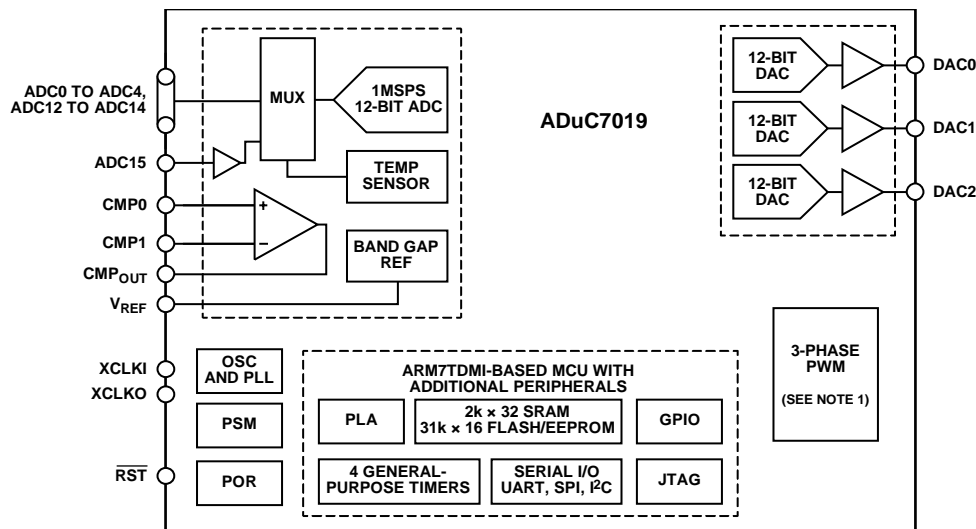 ADuC7019
ADC0 TO ADC4,
ADC12 TO ADC14
ADC15
CMP0
CMP1
CMPOUT
VREF
XCLKI
XCLKO
RST
MUX
1MSPS
12-BIT ADC
TEMP
SENSOR
+
−
BAND GAP
REF
12-BIT
DAC
12-BIT
DAC
12-BIT
DAC
DAC0
DAC1
DAC2
OSC
AND PLL
PSM
POR
ARM7TDMI-BASED MCU WITH
ADDITIONAL PERIPHERALS
PLA
2k × 32 SRAM
31k × 16 FLASH/EEPROM
GPIO
4 GENERAL-
PURPOSE TIMERS
SERIAL I/O
UART, SPI, I²C
JTAG
3-PHASE
PWM
(SEE NOTE 1)